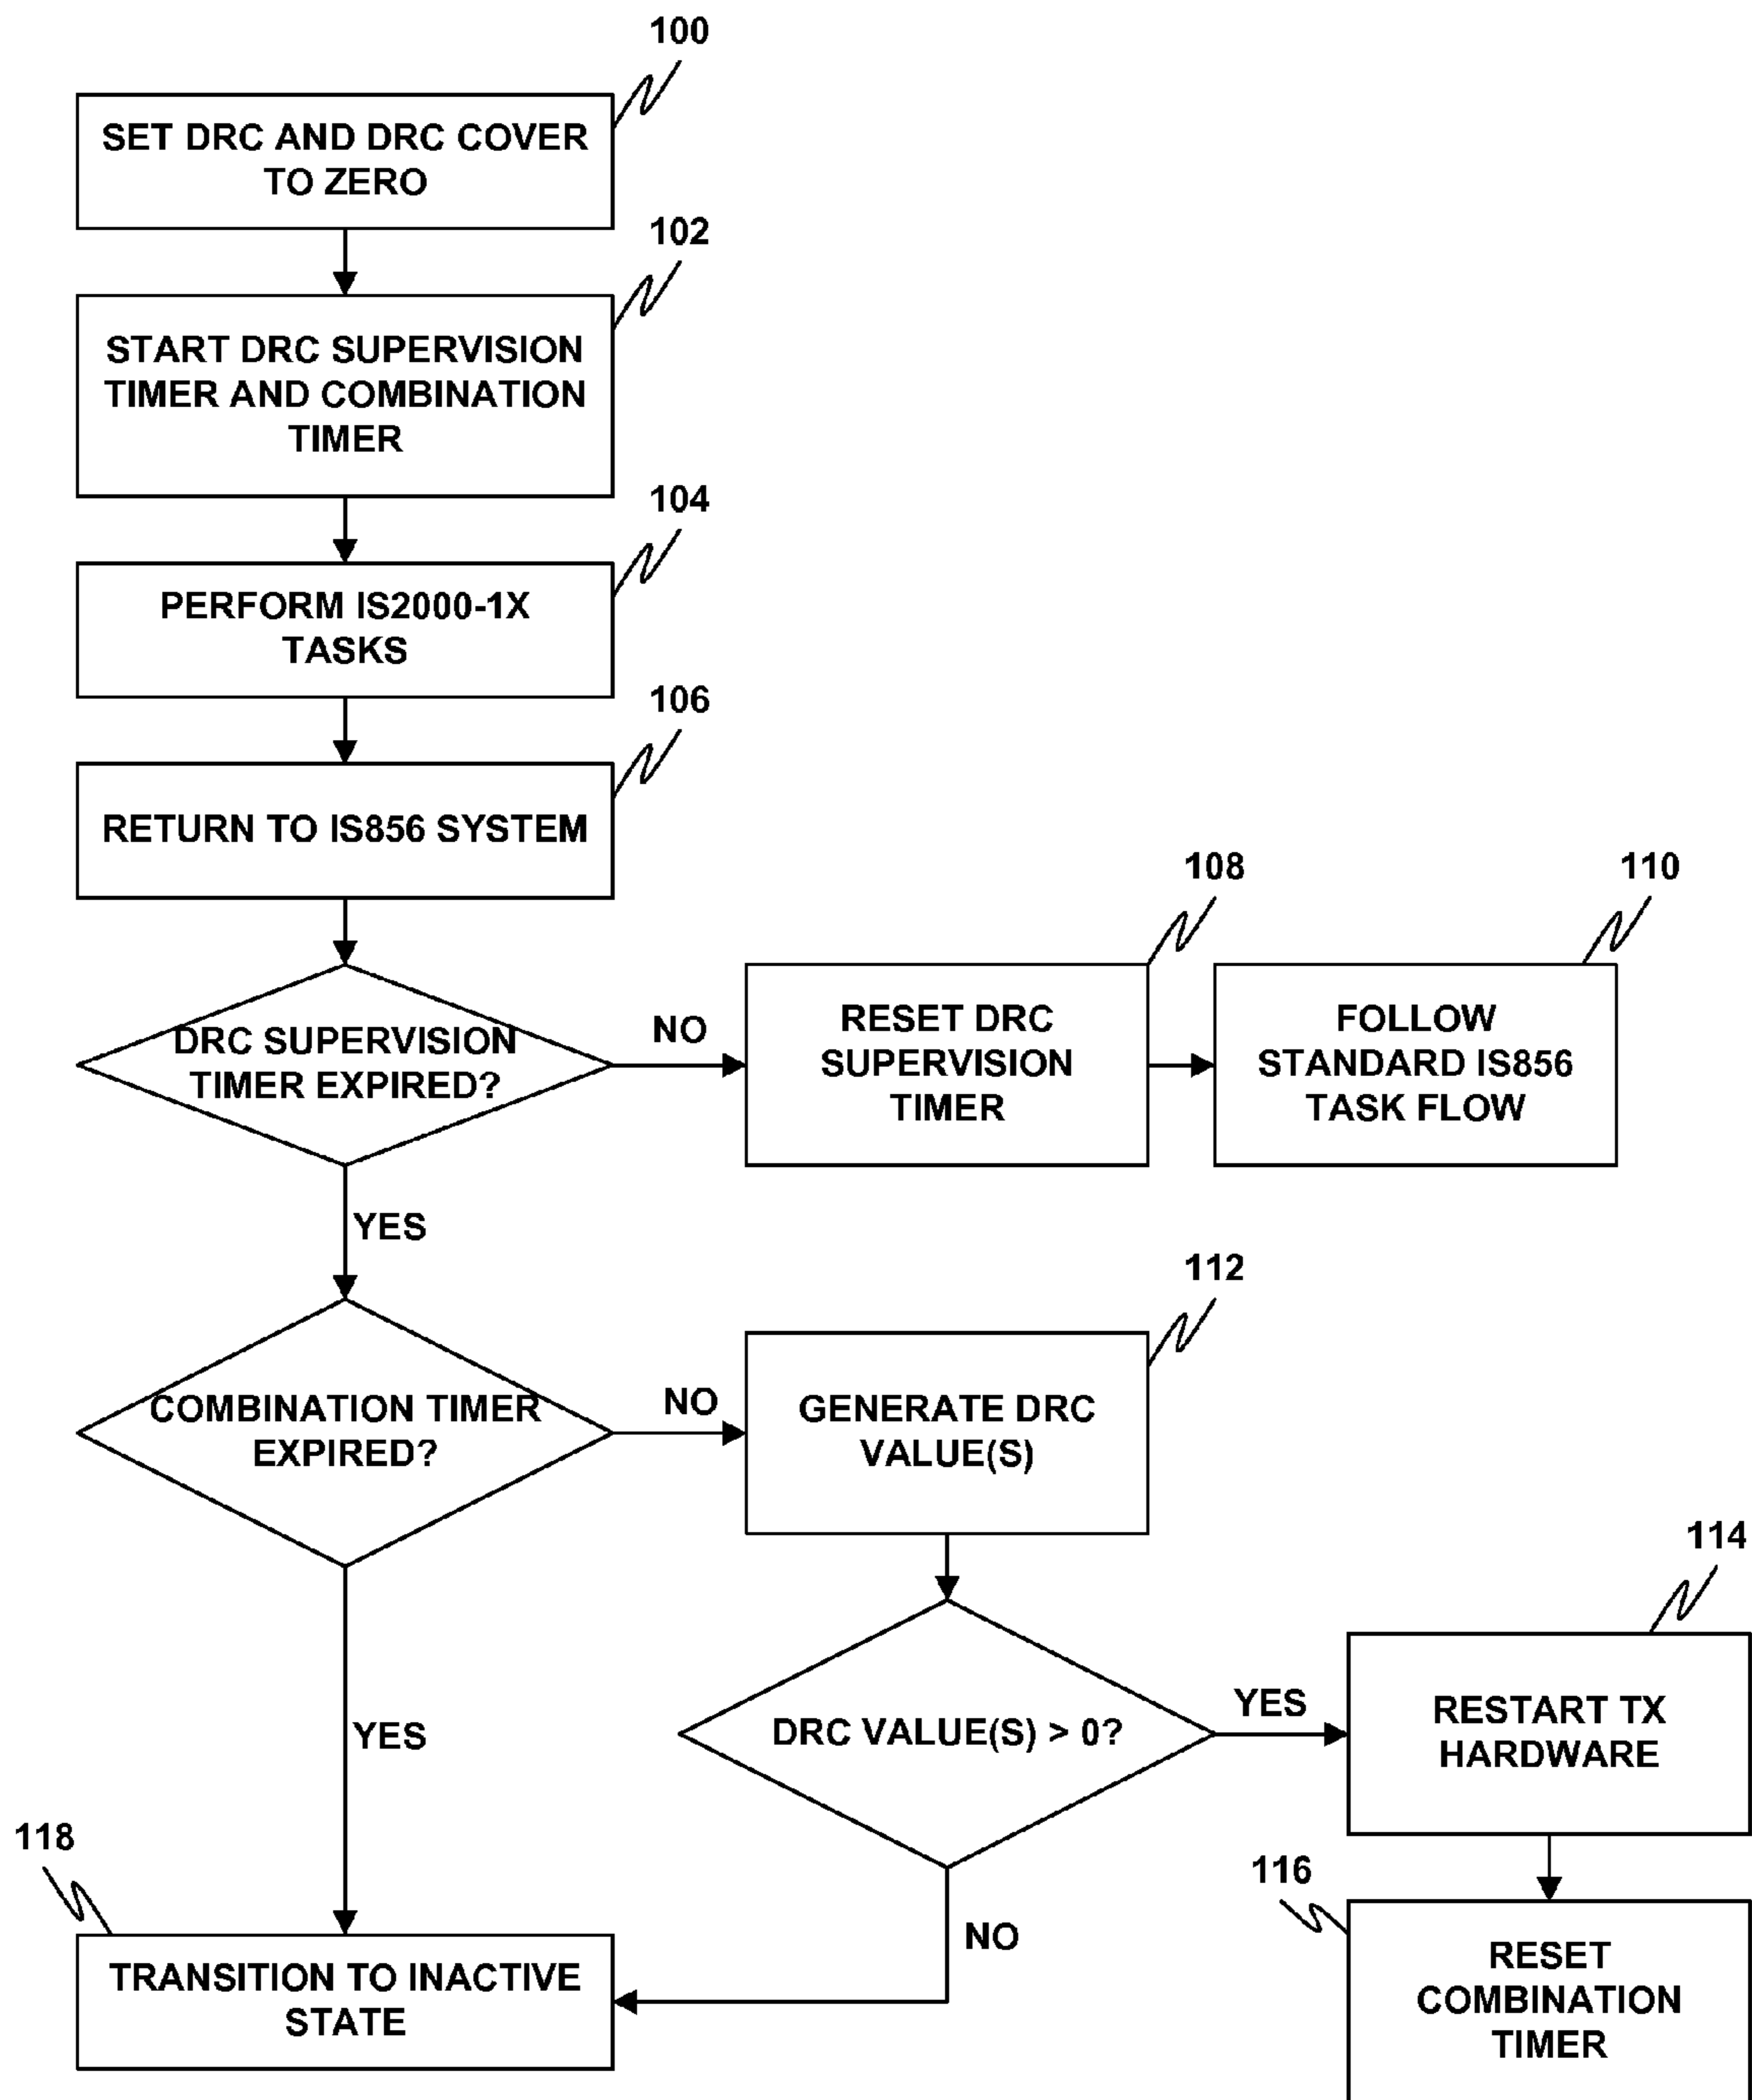 100
SET DRC AND DRC COVER
TO ZERO
102
START DRC SUPERVISION
TIMER AND COMBINATION
TIMER
104
PERFORM IS2000-1X
TASKS
106
RETURN TO IS856 SYSTEM
108
110
DRC SUPERVISION
TIMER EXPIRED?
NO
RESET DRC
SUPERVISION
TIMER
FOLLOW
STANDARD IS856
TASK FLOW
YES
112
COMBINATION TIMER
EXPIRED?
NO
GENERATE DRC
VALUE(S)
114
YES
DRC VALUE(S) > 0?
YES
RESTART TX
HARDWARE
118
116
NO
TRANSITION TO INACTIVE
STATE
RESET
COMBINATION
TIMER